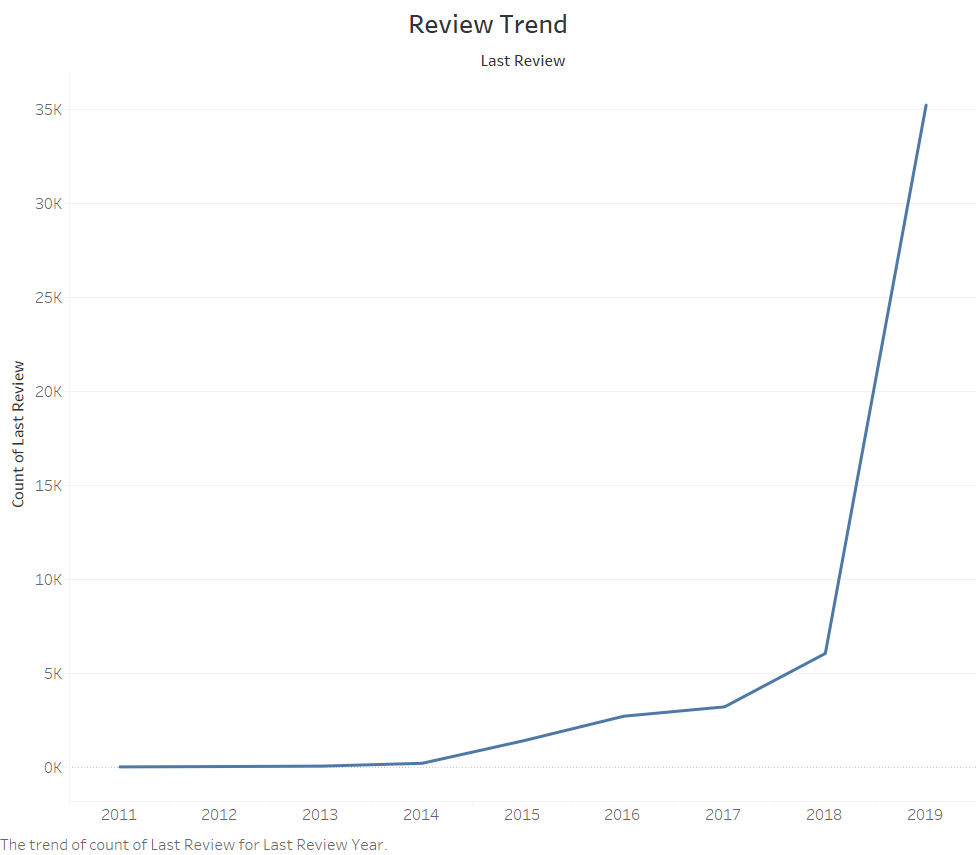 Review Trend
Last Review
Count of Last Review
35K
30K
25K
20K
15K
10K
5K
0K
2011 2012 2013 2014 2015 2016 2017 2018 2019
The trend of count of Last Review for Last Review Year.